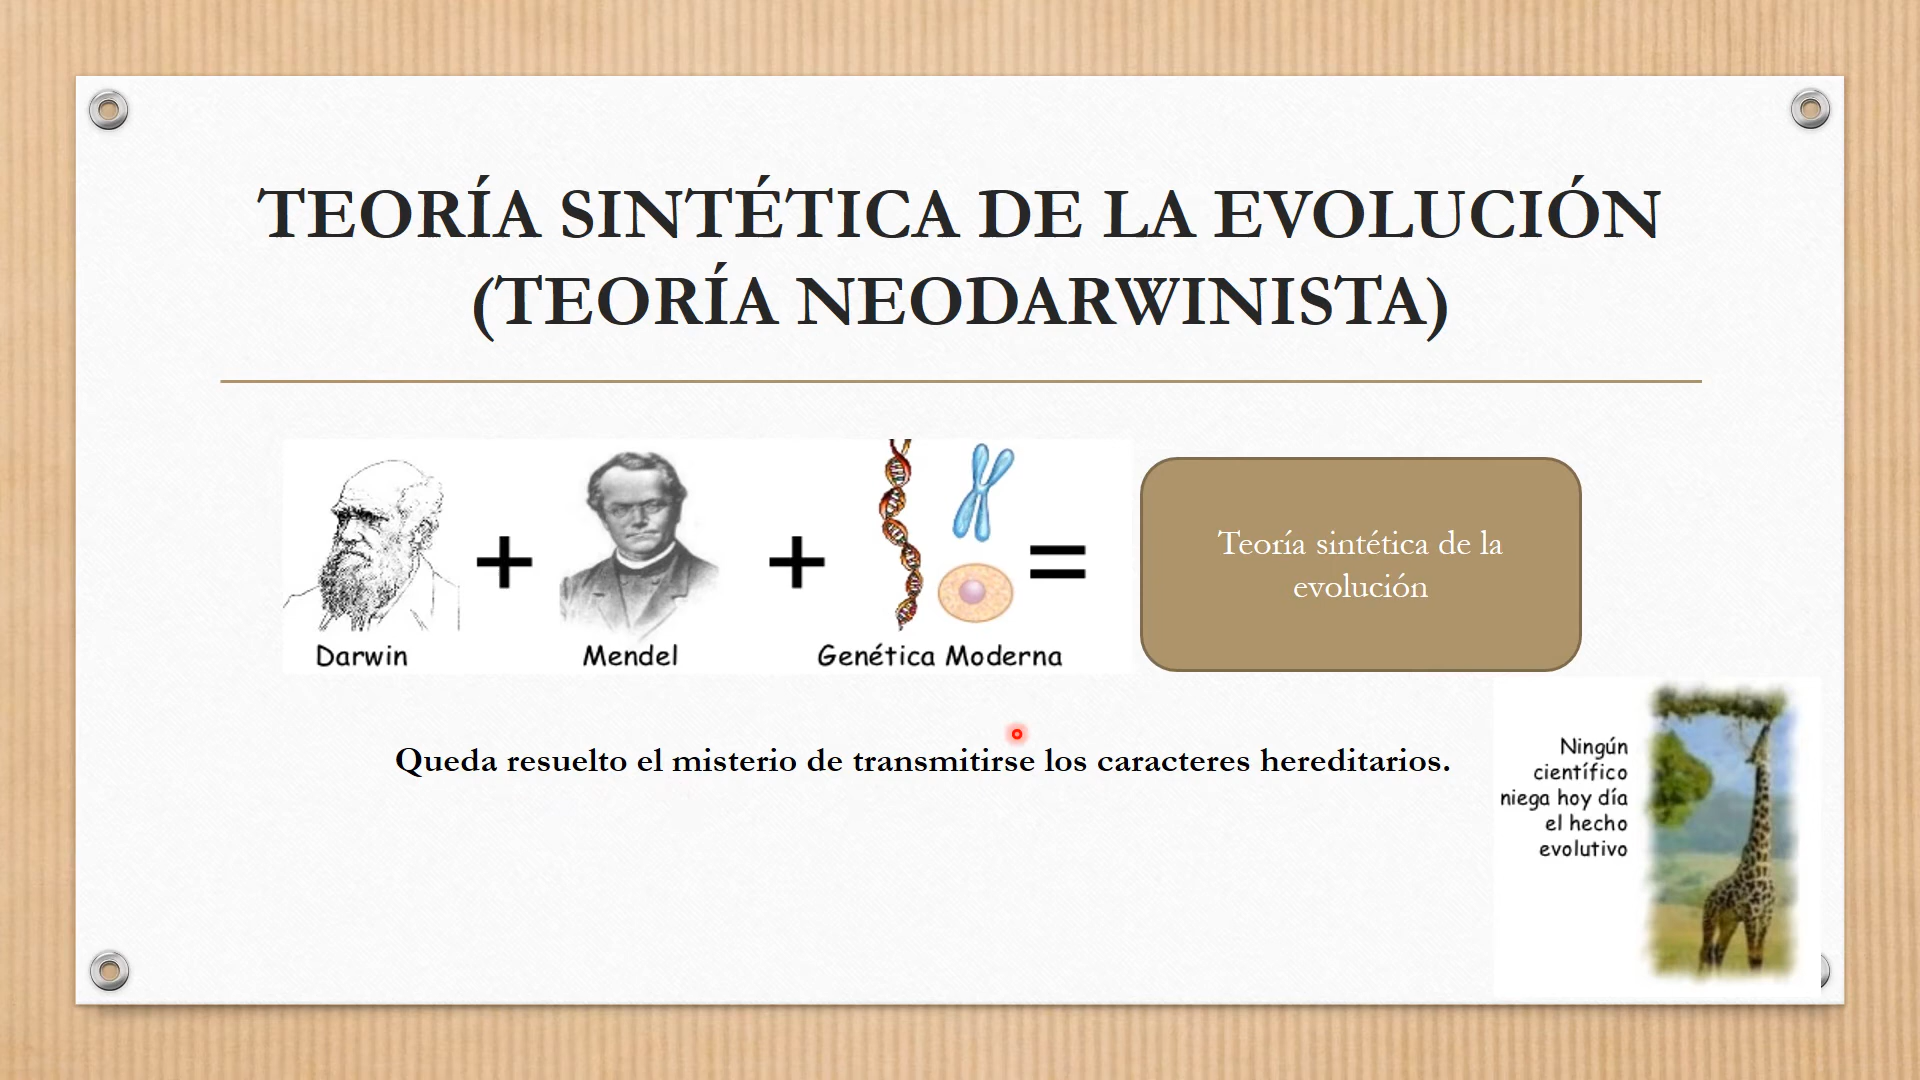 TEORÍA SINTÉTICA DE LA EVOLUCIÓN
(TEORÍA NEODARWINISTA)
Darwin
Mendel
Genética Moderna
Teoría sintética de la
evolución
Queda resuelto el misterio de transmitirse los caracteres hereditarios.
Ningún
científico
niega hoy día
el hecho
evolutivo